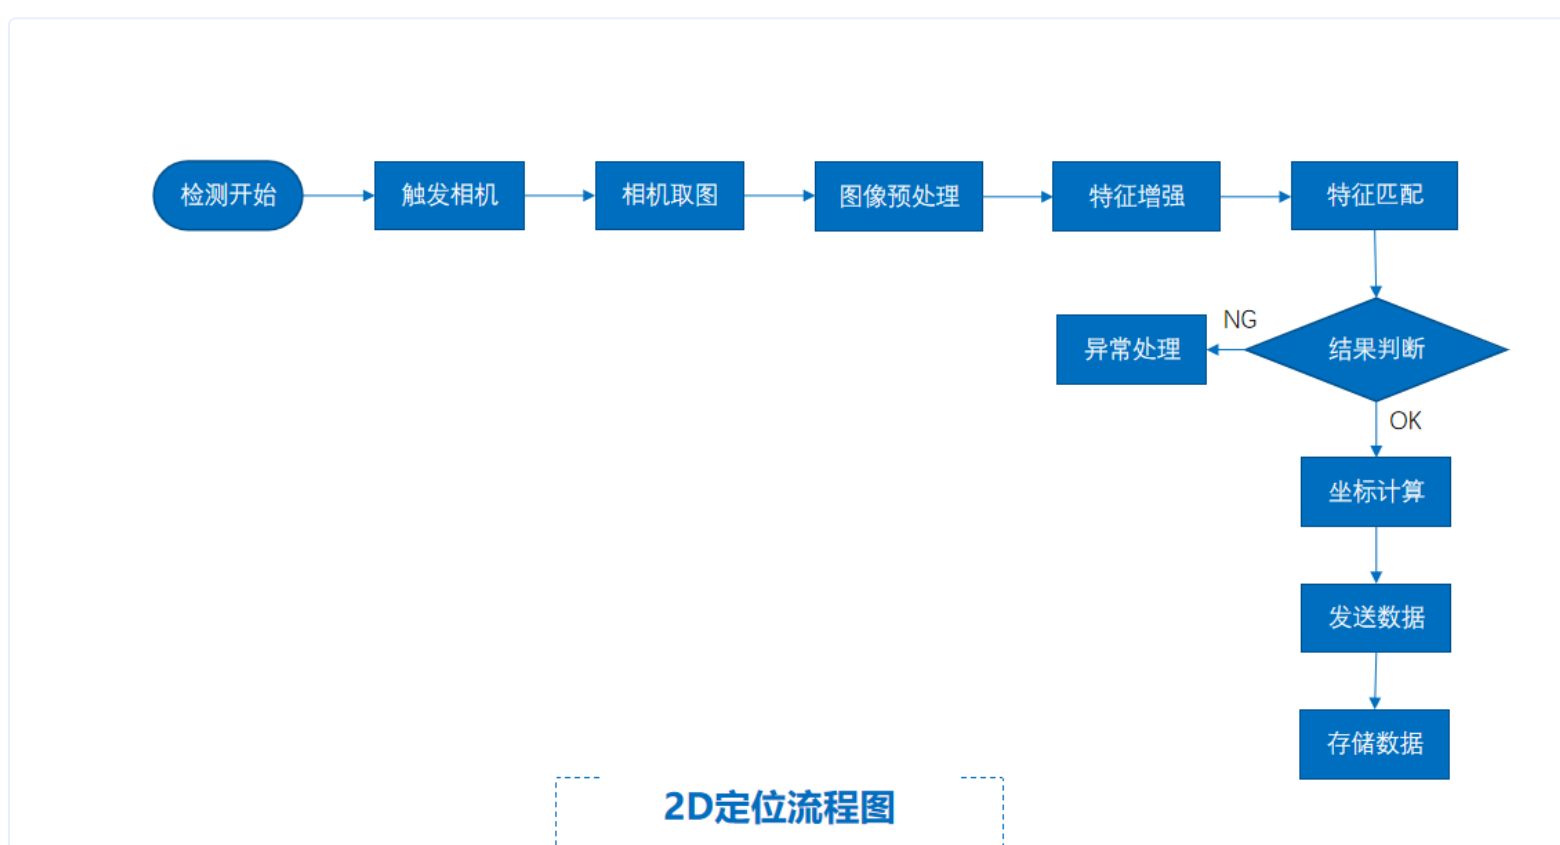 检测开始
触发相机
相机取图
图像预处理
特征增强
特征匹配
NG
异常处理
结果判断
OK
坐标计算
发送数据
存储数据
2D定位流程图